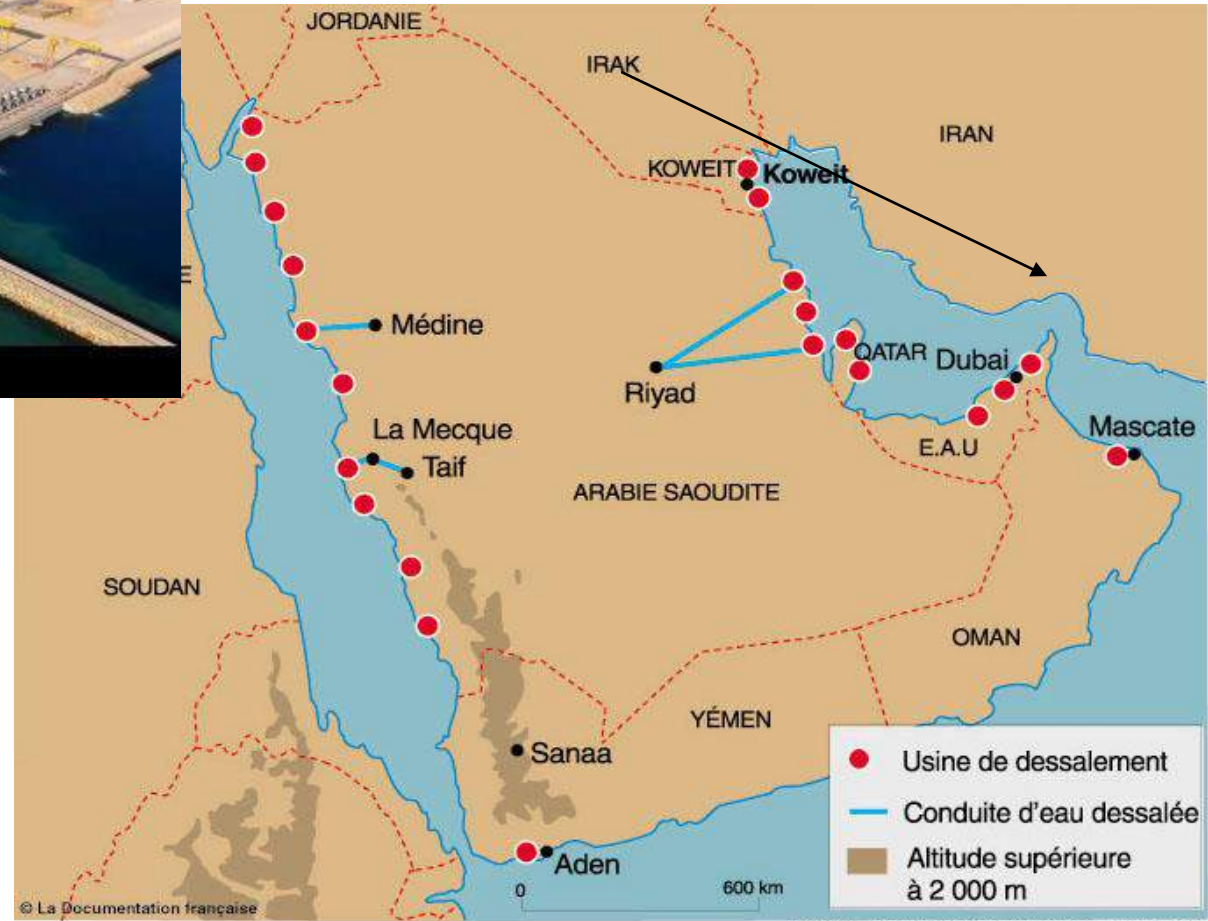 JORDANIE
IRAK
IRAN
KOWEIT
Koweit
E
Médine
QATAR
Dubai
Riyad
La Mecque
Taif
Mascate
E.A.U
ARABIE SAOUDITE
SOUDAN
OMAN
YÉMEN
Sanaa
Aden
Usine de dessalement
Conduite d'eau dessalée
Altitude supérieure
à 2 000 m
0
600 km
© La Documentation française